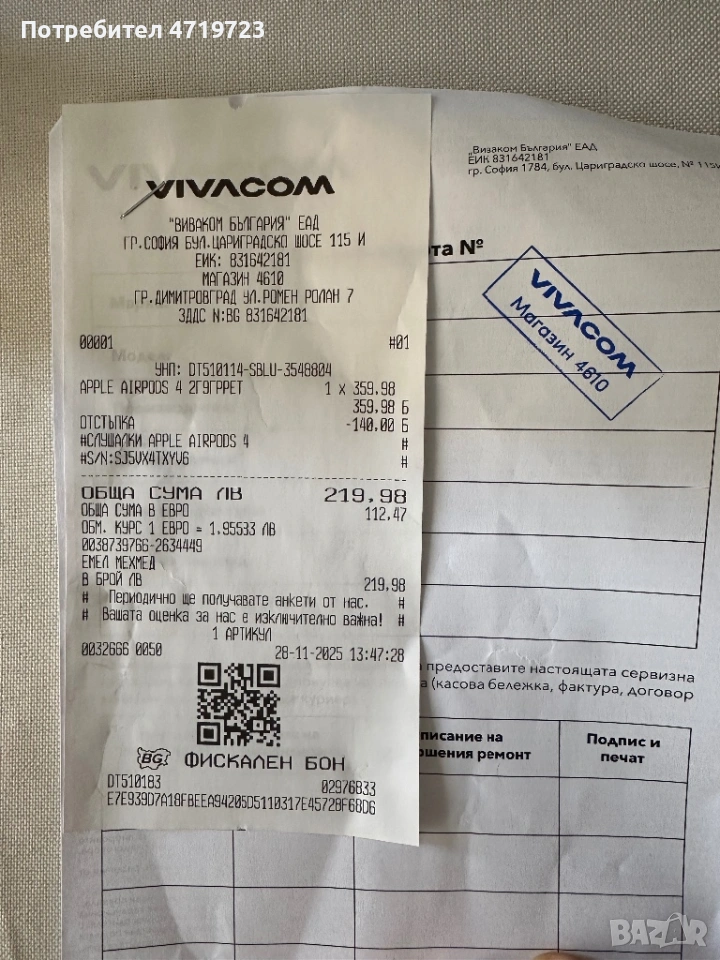 Потребител 4719723
VIVACOM
"ВИВАКОМ БЪЛГАРИЯ" ЕАД
ГР.СОФИЯ БУЛ.ЦАРИГРАДСКО ШОСЕ 115 И
ЕИК: 831642181
МАГАЗИН 4610
ГР.ДИМИТРОВГРАД УЛ.РОМЕН РОЛАН 7
ЗДДС N:BG 831642181
00001 #01
УНП: DT510114-SBLU-3548804
APPLE AIRPODS 4 2Г9ГPRET 1 x 359.98
359.98 Б
ОТСТЪПКА -140.00 Б
#СЛУШАЛКИ APPLE AIRPODS 4 #
#S/N:SJ5VX4TXYV6 #
ОБЩА СУМА ЛВ 219,98
ОБЩА СУМА В ЕВРО 112,47
ОБМ. КУРС 1 ЕВРО = 1.95533 ЛВ
0038739766-2634449
ЕМЕЛ МЕХМЕД
В БРОЙ ЛВ 219,98
# Периодично ще получавате анкети от нас. #
# Вашата оценка за нас е изключително важна! #
1 АРТИКУЛ
0032666 0050 28-11-2025 13:47:28
BG ФИСКАЛЕН БОН
DT510183 02976833
E7E939D7A18FBEEA94205D5110317E45728F68D6
"Виваком България" ЕАД
ЕИК 831642181
гр. София 1784, бул. Цариградско шосе, № 115
та №
VIVACOM
Магазин 4610
предоставите настоящата сервизна
(касова бележка, фактура, договор
писание на
ршения ремонт
Подпис и
печат
BAZAR